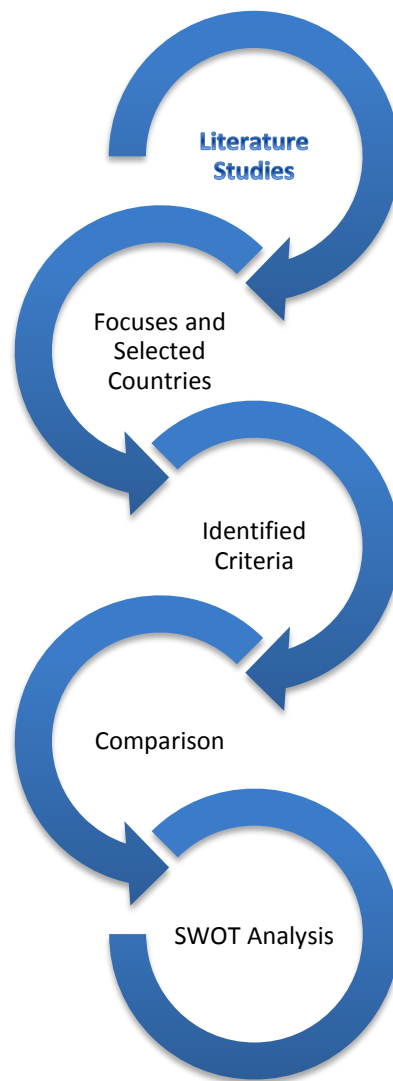 Literature
Studies
Focuses and
Selected
Countries
Identified
Criteria
Comparison
SWOT Analysis